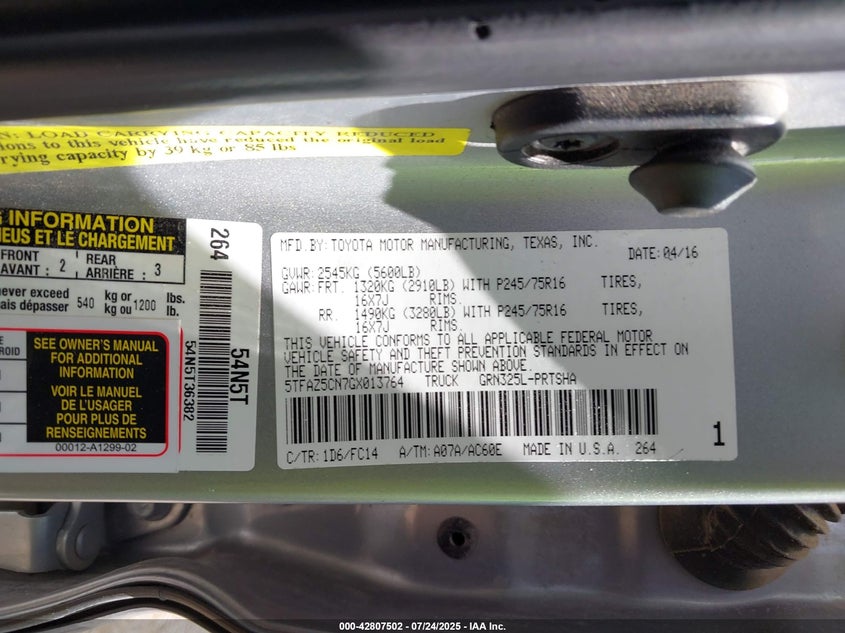 N: LOAD CARRYING CAPACITY REDUCED
ions to this vehicle have reduced the original load
rrying capacity by 39 kg or 85 lbs
G INFORMATION
NEUS ET LE CHARGEMENT
FRONT
AVANT : 2
REAR
ARRIÈRE : 3
never exceed
ais dépasser 540 kg or kg ou 1200 lbs. lb.
SEE OWNER'S MANUAL
FOR ADDITIONAL
INFORMATION
VOIR LE MANUEL
DE L'USAGER
POUR PLUS DE
RENSEIGNEMENTS
00012-A1299-02
264
54N5T36382
54N5T
MFD.BY:TOYOTA MOTOR MANUFACTURING, TEXAS, INC.
DATE:04/16
GVWR:2545KG (5600LB)
GAWR:FRT. 1320KG (2910LB) WITH P245/75R16 TIRES,
16X7J RIMS.
RR. 1490KG (3280LB) WITH P245/75R16 TIRES,
16X7J RIMS.
THIS VEHICLE CONFORMS TO ALL APPLICABLE FEDERAL MOTOR
VEHICLE SAFETY AND THEFT PREVENTION STANDARDS IN EFFECT ON
THE DATE OF MANUFACTURE SHOWN ABOVE.
5TFAZ5CN7GX013764 TRUCK GRN325L-PRTSHA
C/TR:1D6/FC14 A/TM:A07A/AC60E MADE IN U.S.A. 264
1
000-42807502 - 07/24/2025 - IAA Inc.